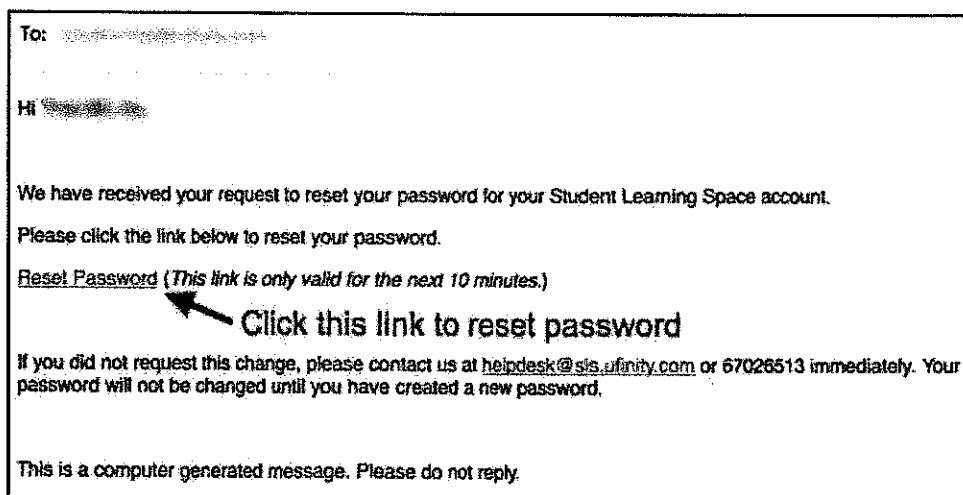 To:
Hi
We have received your request to reset your password for your Student Learning Space account.
Please click the link below to reset your password.
Reset Password (This link is only valid for the next 10 minutes.)
Click this link to reset password
If you did not request this change, please contact us at helpdesk@sls.ufinity.com or 67026513 immediately. Your
password will not be changed until you have created a new password.
This is a computer generated message. Please do not reply.